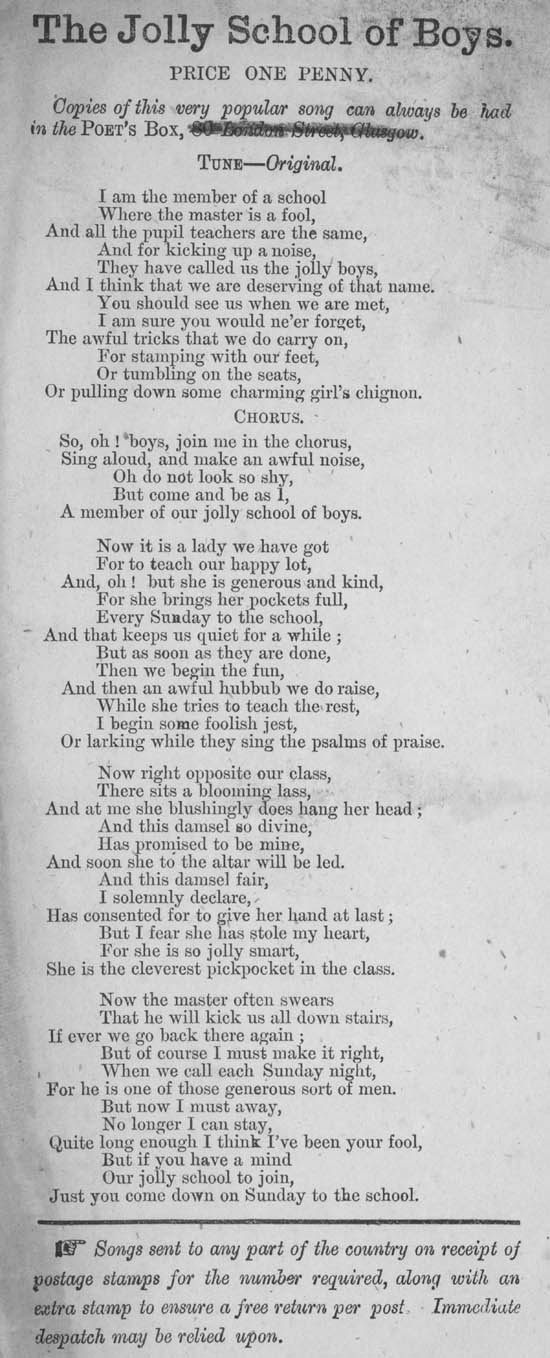 The Jolly School of Boys.
PRICE ONE PENNY.
Copies of this very popular song can always be had
in the POET'S BOX, 80 London Street, Glasgow.
TUNE—Original.
I am the member of a school
Where the master is a fool,
And all the pupil teachers are the same,
And for kicking up a noise,
They have called us the jolly boys,
And I think that we are deserving of that name.
You should see us when we are met,
I am sure you would ne'er forget,
The awful tricks that we do carry on,
For stamping with our feet,
Or tumbling on the seats,
Or pulling down some charming girl's chignon.
CHORUS.
So, oh ! boys, join me in the chorus,
Sing aloud, and make an awful noise,
Oh do not look so shy,
But come and be as I,
A member of our jolly school of boys.
Now it is a lady we have got
For to teach our happy lot,
And, oh ! but she is generous and kind,
For she brings her pockets full,
Every Sunday to the school,
And that keeps us quiet for a while ;
But as soon as they are done,
Then we begin the fun,
And then an awful hubbub we do raise,
While she tries to teach the rest,
I begin some foolish jest,
Or larking while they sing the psalms of praise.
Now right opposite our class,
There sits a blooming lass,
And at me she blushingly does hang her head ;
And this damsel so divine,
Has promised to be mine,
And soon she to the altar will be led.
And this damsel fair,
I solemnly declare,
Has consented for to give her hand at last ;
But I fear she has stole my heart,
For she is so jolly smart,
She is the cleverest pickpocket in the class.
Now the master often swears
That he will kick us all down stairs,
If ever we go back there again ;
But of course I must make it right,
When we call each Sunday night,
For he is one of those generous sort of men.
But now I must away,
No longer I can stay,
Quite long enough I think I've been your fool,
But if you have a mind
Our jolly school to join,
Just you come down on Sunday to the school.
☞ Songs sent to any part of the country on receipt of
postage stamps for the number required, along with an
extra stamp to ensure a free return per post. Immediate
despatch may be relied upon.